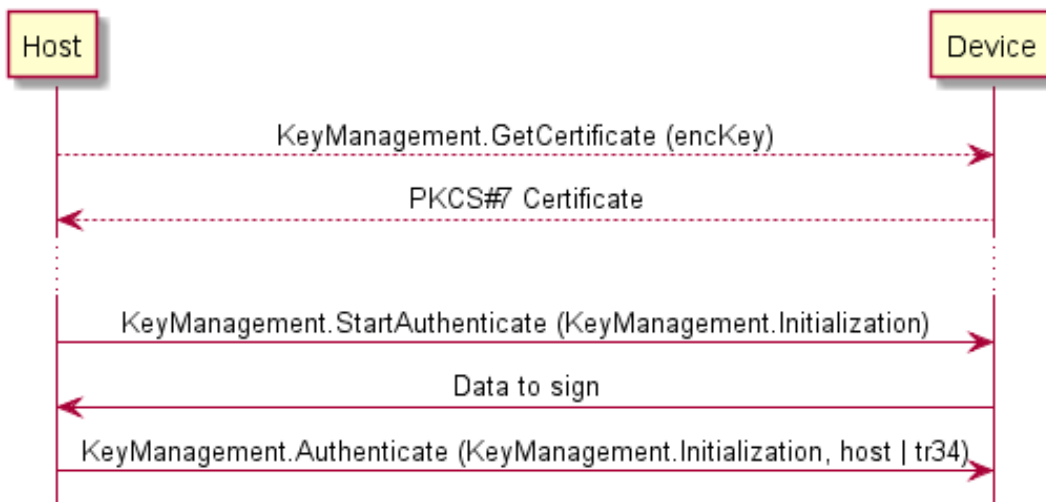 Host
Device
KeyManagement.GetCertificate (encKey)
PKCS#7 Certificate
KeyManagement.StartAuthenticate (KeyManagement.Initialization)
Data to sign
KeyManagement.Authenticate (KeyManagement.Initialization, host | tr34)